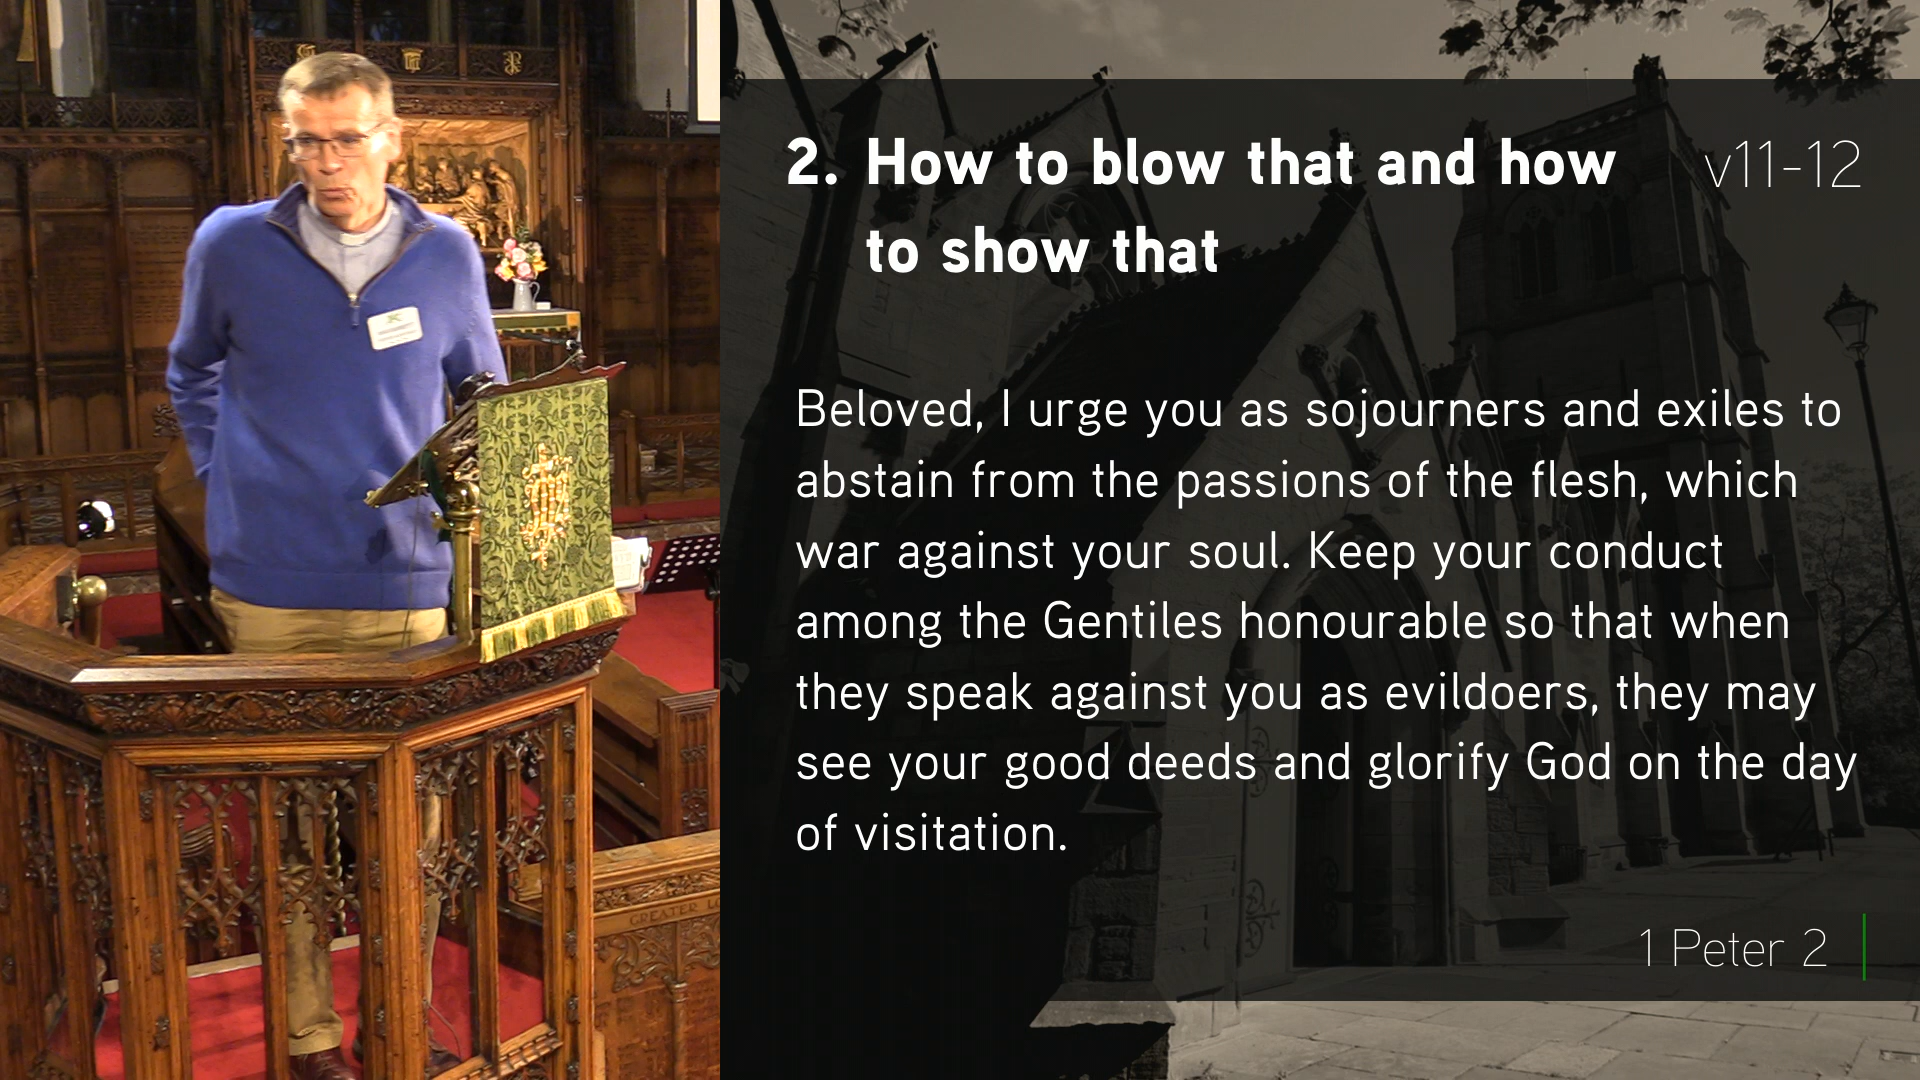 2. How to blow that and how
to show that
v11-12
Beloved, I urge you as sojourners and exiles to
abstain from the passions of the flesh, which
war against your soul. Keep your conduct
among the Gentiles honourable so that when
they speak against you as evildoers, they may
see your good deeds and glorify God on the day
of visitation.
1 Peter 2
GREATER